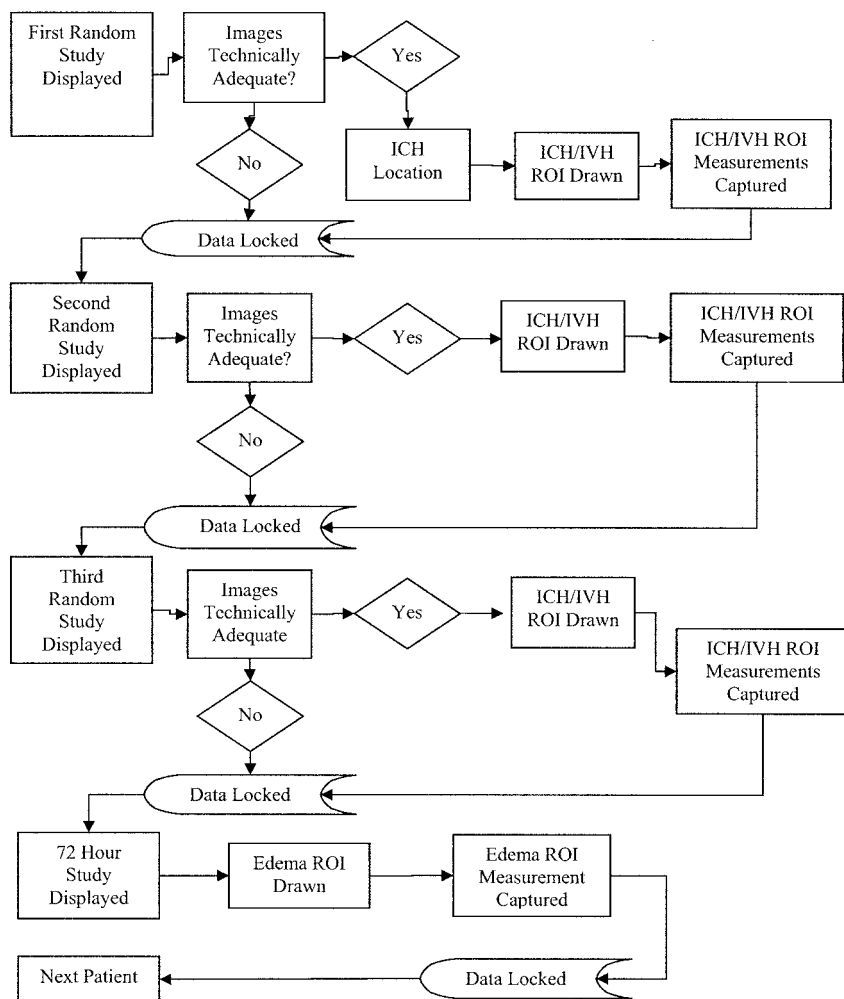 First Random
Study
Displayed
Images
Technically
Adequate?
Yes
No
ICH
Location
ICH/IVH
ROI Drawn
ICH/IVH ROI
Measurements
Captured
Data Locked
Second
Random
Study
Displayed
Images
Technically
Adequate?
Yes
ICH/IVH
ROI Drawn
ICH/IVH ROI
Measurements
Captured
No
Data Locked
Third
Random
Study
Displayed
Images
Technically
Adequate
Yes
ICH/IVH
ROI Drawn
ICH/IVH ROI
Measurements
Captured
No
Data Locked
72 Hour
Study
Displayed
Edema ROI
Drawn
Edema ROI
Measurement
Captured
Data Locked
Next Patient